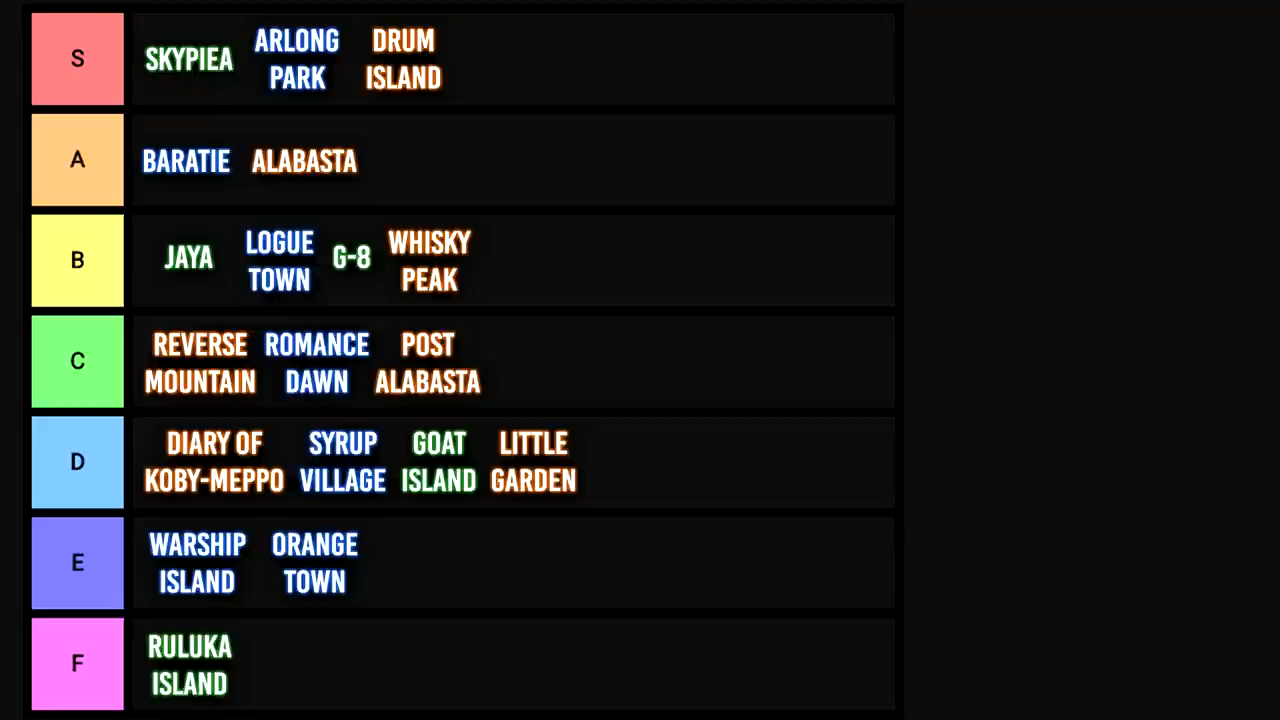 S
SKYPIEA
ARLONG
PARK
DRUM
ISLAND
A
BARATIE
ALABASTA
B
JAYA
LOGUE
TOWN
G-8
WHISKY
PEAK
C
REVERSE
MOUNTAIN
ROMANCE
DAWN
POST
ALABASTA
D
DIARY OF
KOBY-MEPPO
SYRUP
VILLAGE
GOAT
ISLAND
LITTLE
GARDEN
E
WARSHIP
ISLAND
ORANGE
TOWN
F
RULUKA
ISLAND